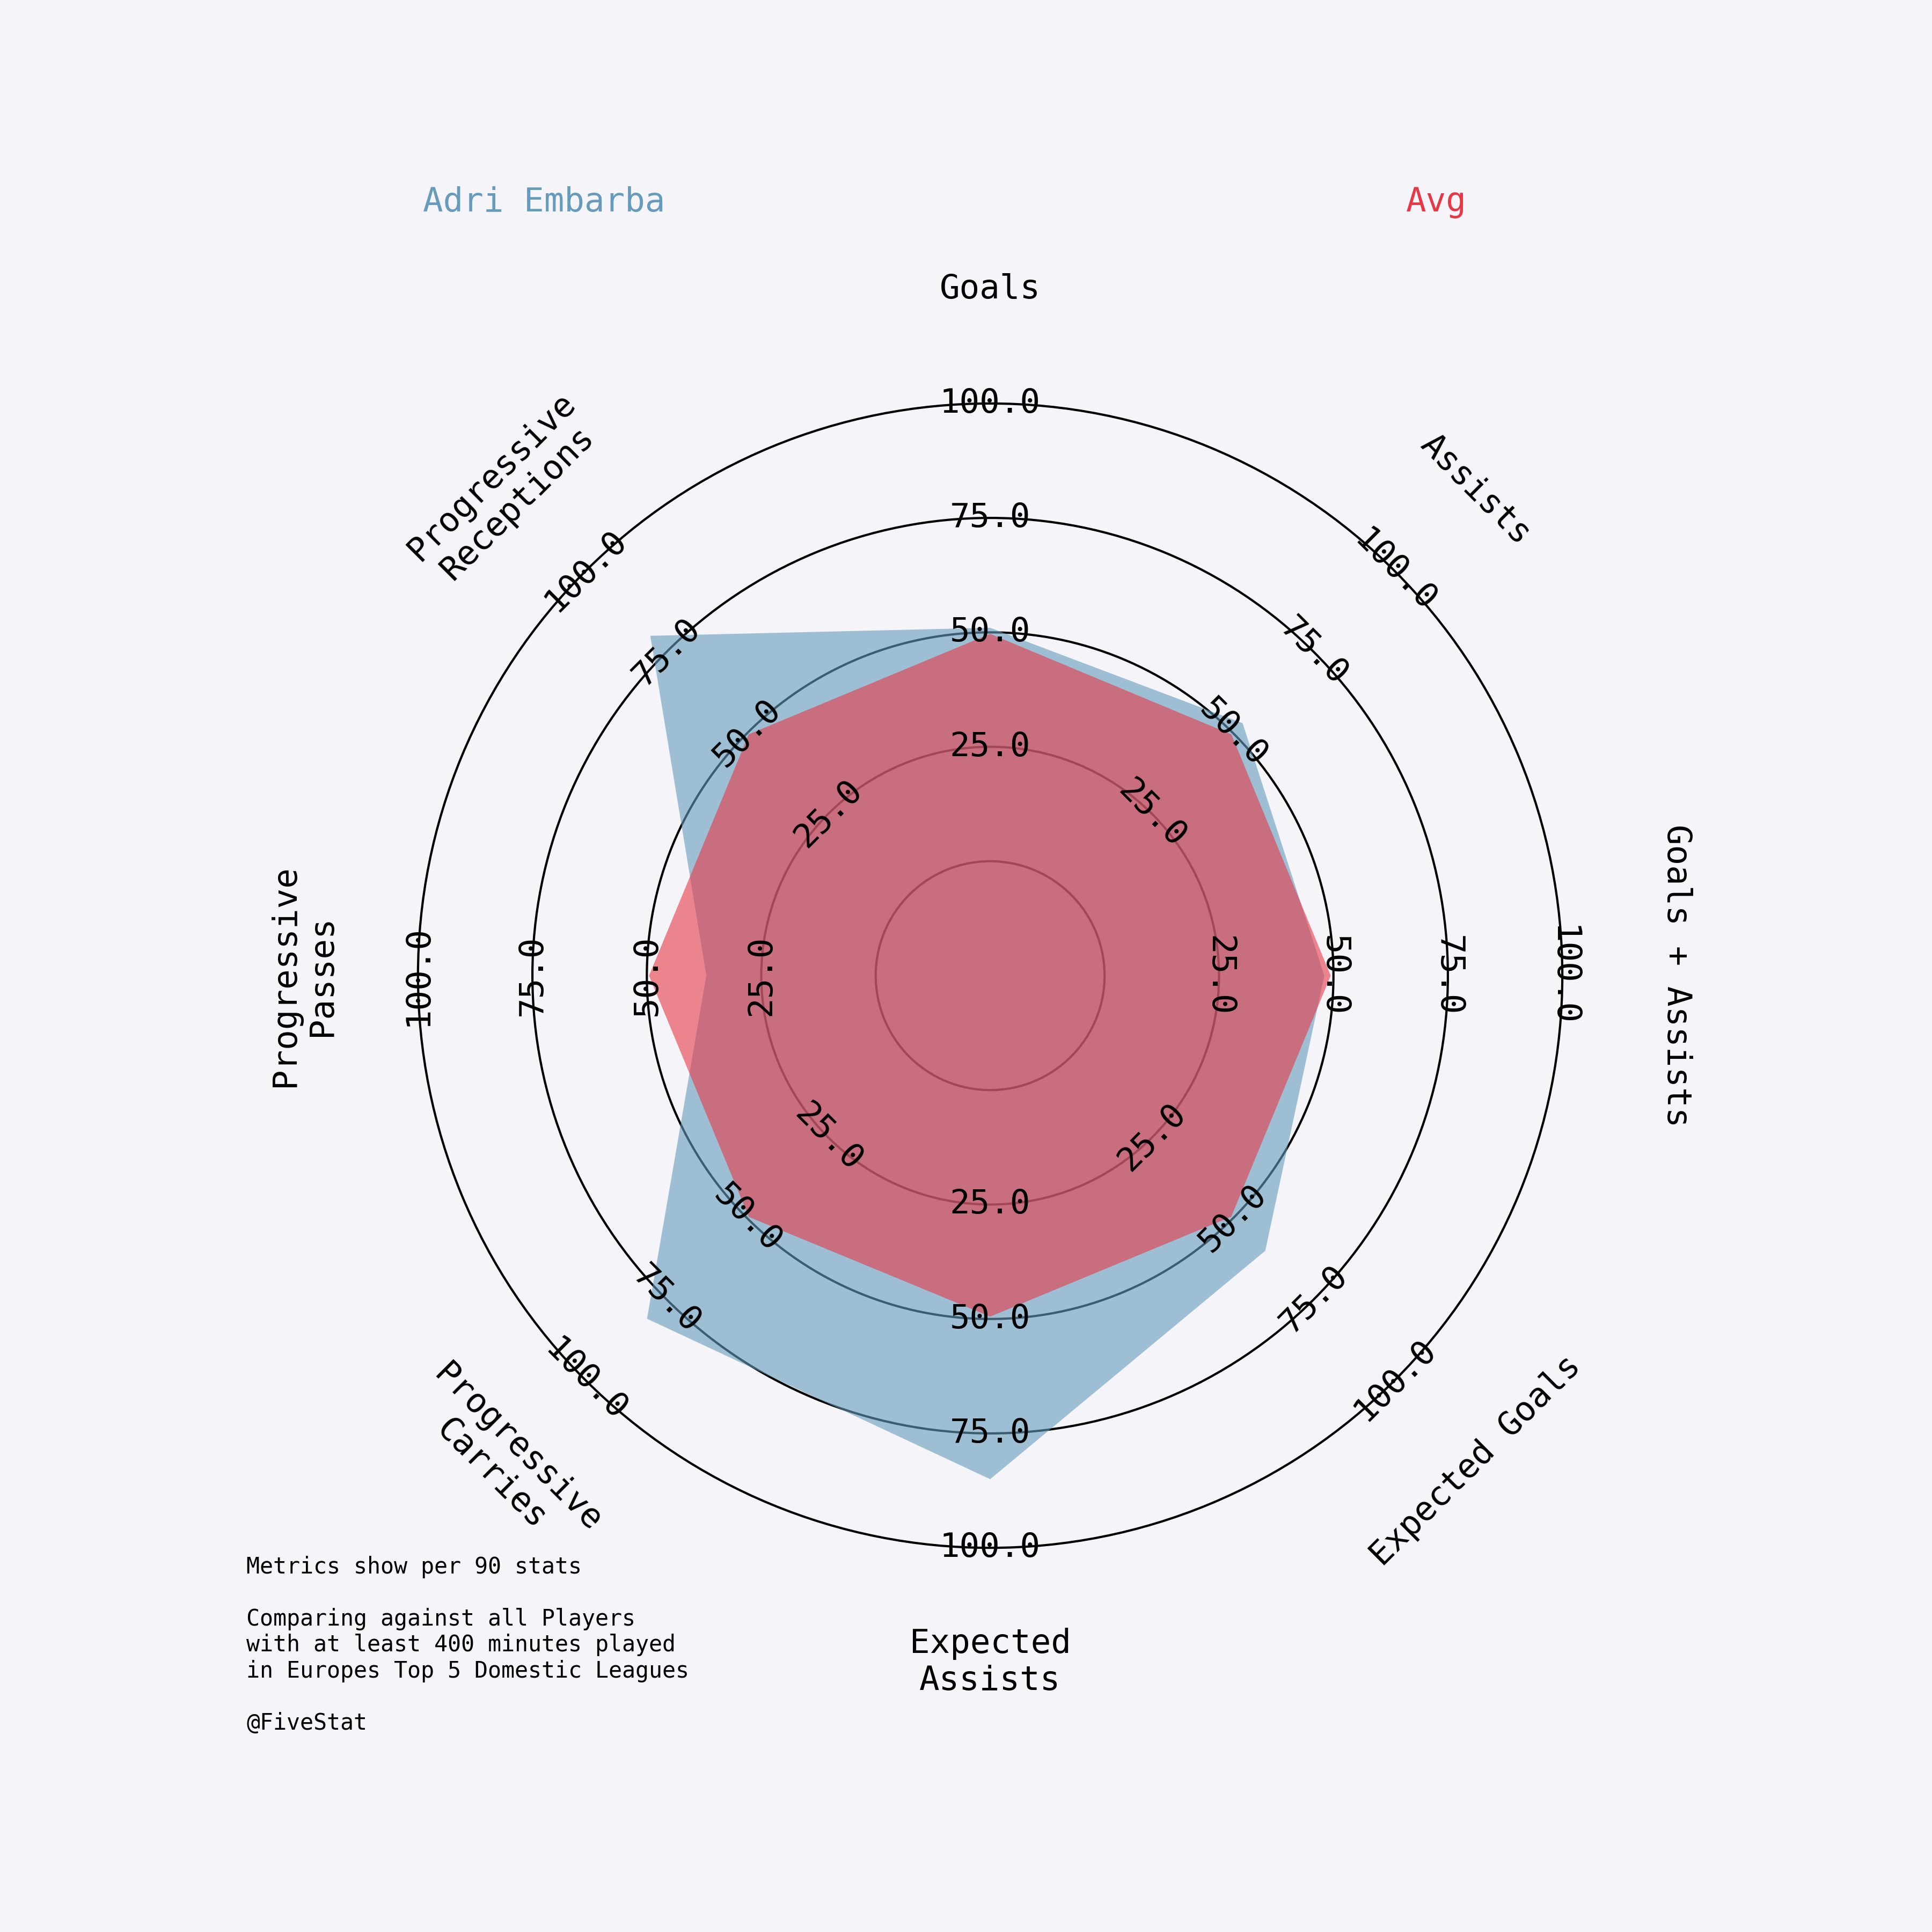 Adri Embarba
Avg
Goals
Assists
Goals + Assists
Expected Goals
Expected
Assists
Progressive
Carries
Progressive
Passes
Progressive
Receptions
25.0
50.0
75.0
100.0
25.0
50.0
75.0
100.0
25.0
50.0
75.0
100.0
25.0
50.0
75.0
100.0
25.0
50.0
75.0
100.0
25.0
50.0
75.0
100.0
25.0
50.0
75.0
100.0
25.0
50.0
75.0
100.0
Metrics show per 90 stats
Comparing against all Players
with at least 400 minutes played
in Europes Top 5 Domestic Leagues
@FiveStat